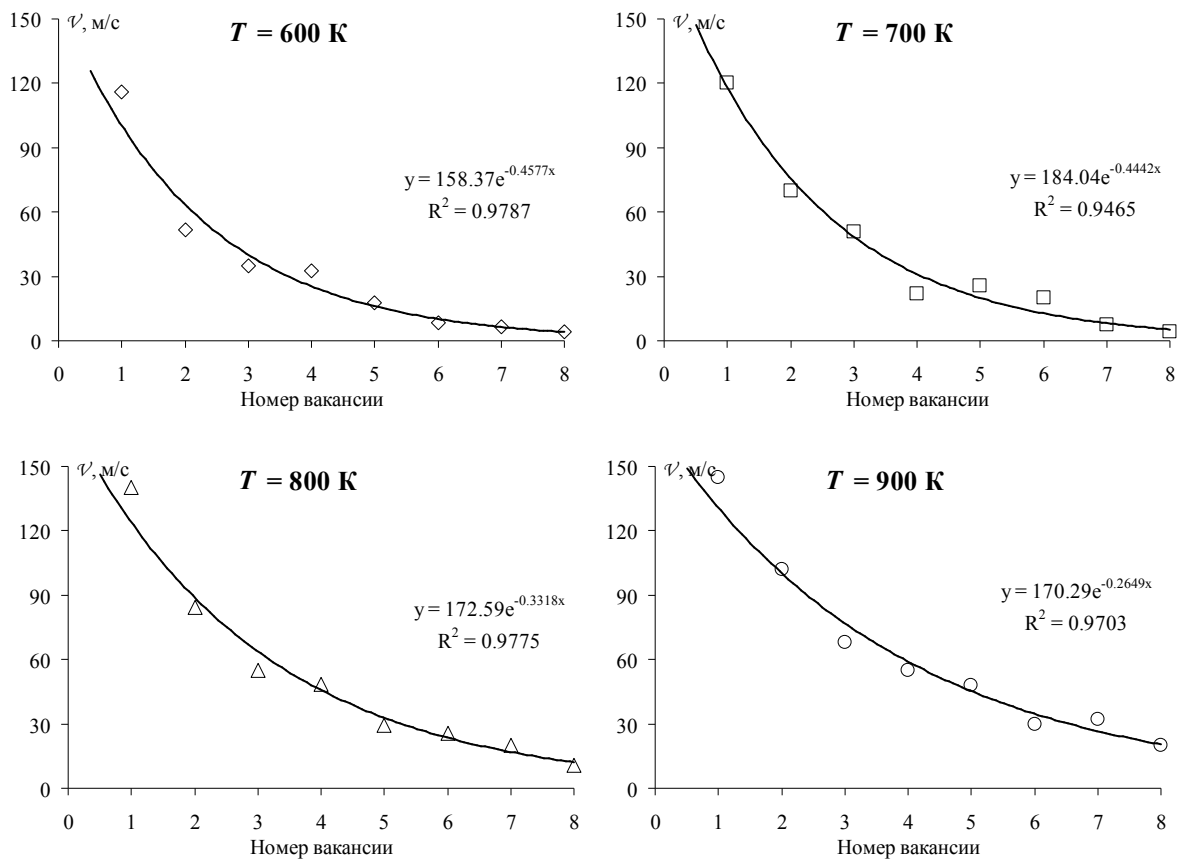 𝒱, м/с
T = 600 К
150
120
90
60
30
0
y = 158.37e^-0.4577x
R^2 = 0.9787
0 1 2 3 4 5 6 7 8
Номер вакансии
𝒱, м/с
T = 700 К
150
120
90
60
30
0
y = 184.04e^-0.4442x
R^2 = 0.9465
0 1 2 3 4 5 6 7 8
Номер вакансии
𝒱, м/с
T = 800 К
150
120
90
60
30
0
y = 172.59e^-0.3318x
R^2 = 0.9775
0 1 2 3 4 5 6 7 8
Номер вакансии
𝒱, м/с
T = 900 К
150
120
90
60
30
0
y = 170.29e^-0.2649x
R^2 = 0.9703
0 1 2 3 4 5 6 7 8
Номер вакансии